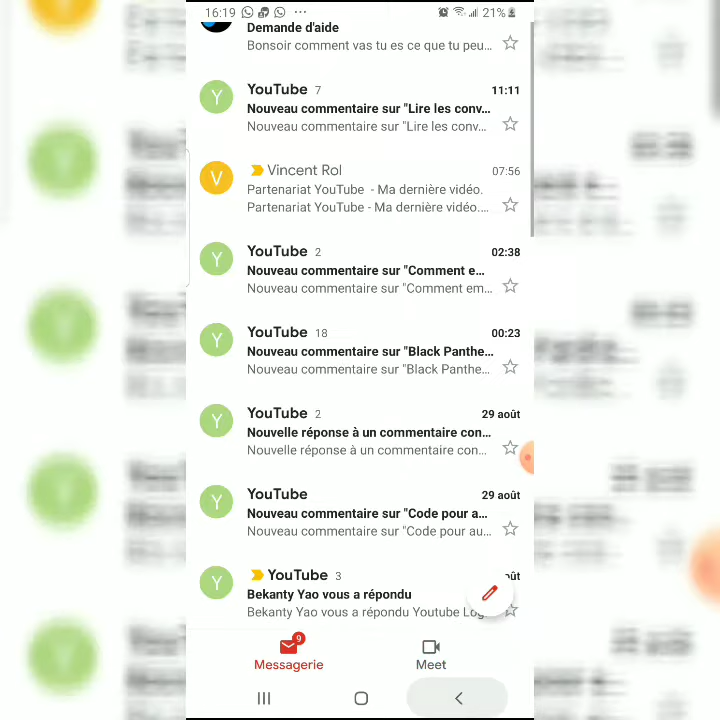 16:19 21%
Demande d'aide
Bonsoir comment vas tu es ce que tu peu...
YouTube 7 11:11
Nouveau commentaire sur "Lire les conv...
Nouveau commentaire sur "Lire les conv...
V Vincent Rol 07:56
Partenariat YouTube - Ma dernière vidéo.
Partenariat YouTube - Ma dernière vidéo....
Y YouTube 2 02:38
Nouveau commentaire sur "Comment e...
Nouveau commentaire sur "Comment em...
Y YouTube 18 00:23
Nouveau commentaire sur "Black Panthe...
Nouveau commentaire sur "Black Panthe...
Y YouTube 2 29 août
Nouvelle réponse à un commentaire con...
Nouvelle réponse à un commentaire con...
Y YouTube 29 août
Nouveau commentaire sur "Code pour a...
Nouveau commentaire sur "Code pour au...
Y YouTube 3 oût
Bekanty Yao vous a répondu
Bekanty Yao vous a répondu Youtube Log...
9
Messagerie Meet